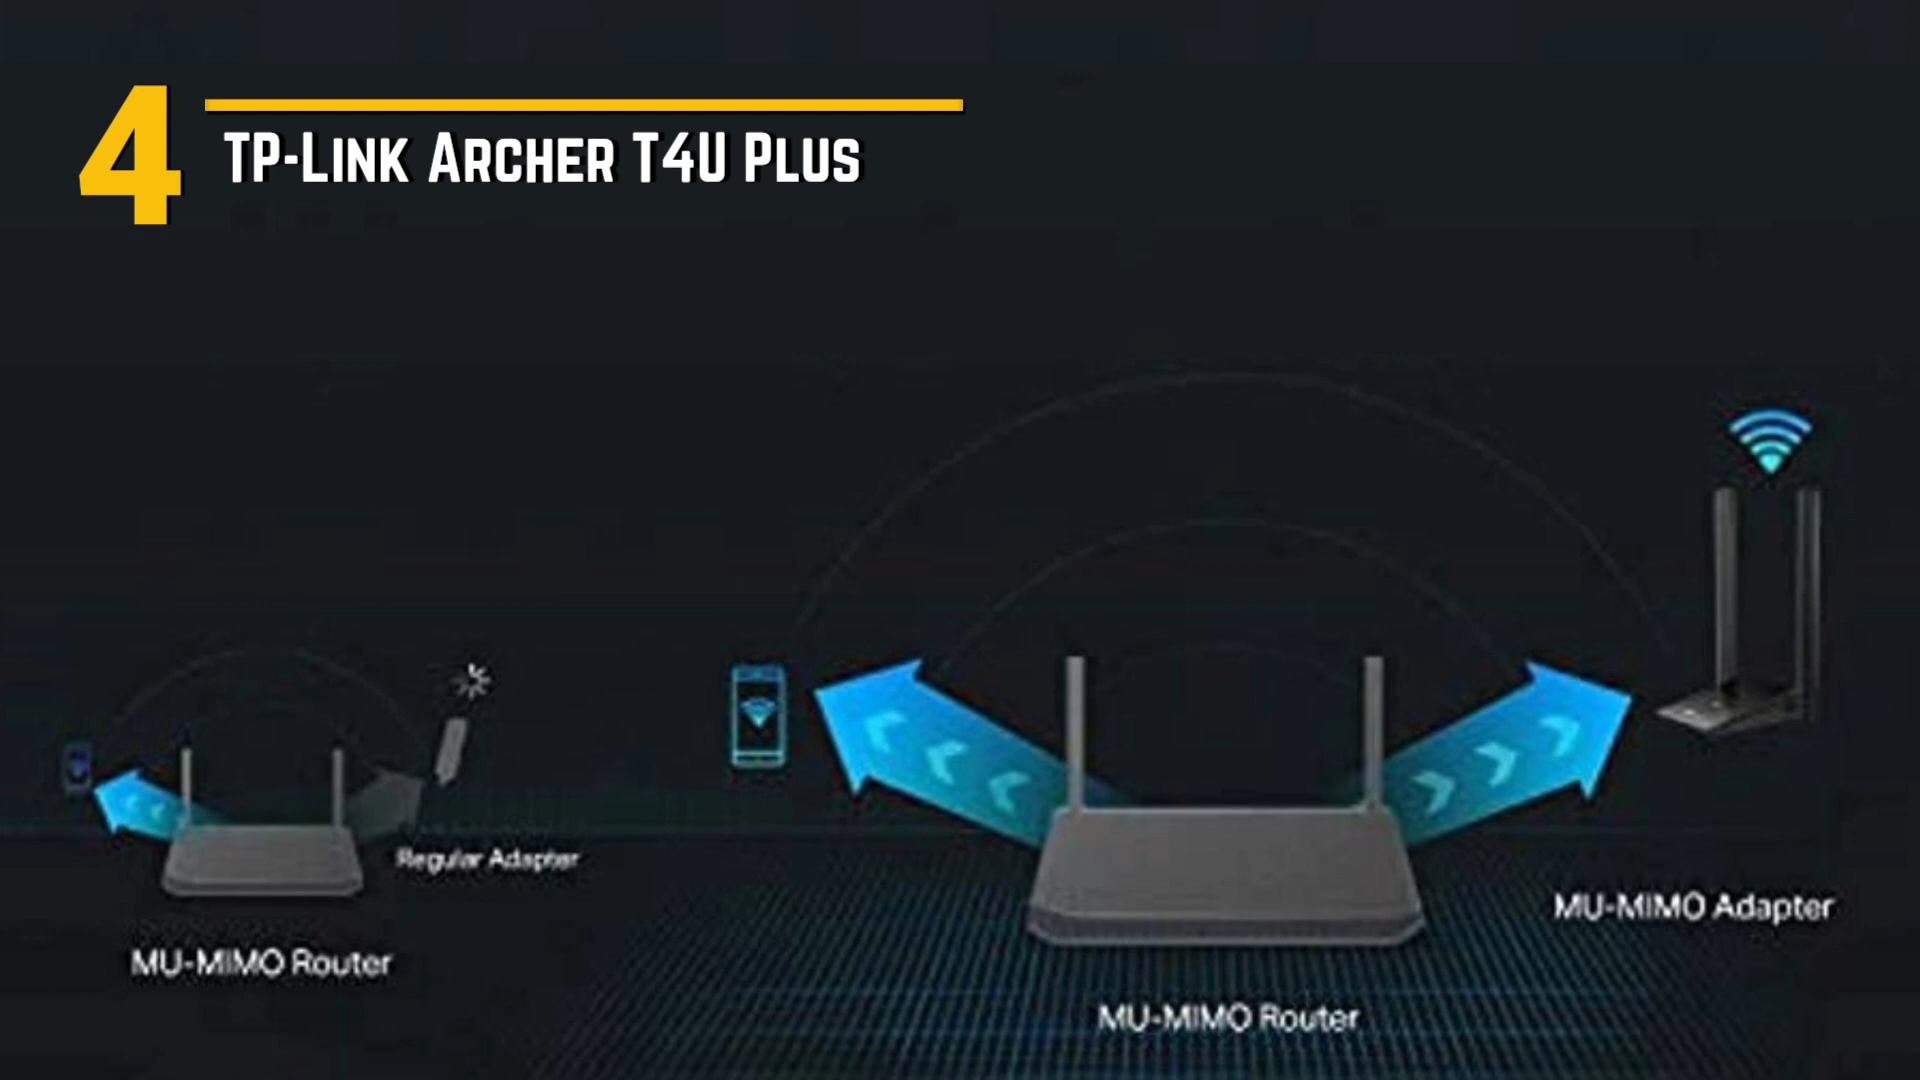 4
TP-Link Archer T4U Plus
Regular Adapter
MU-MIMO Router
MU-MIMO Adapter
MU-MIMO Router